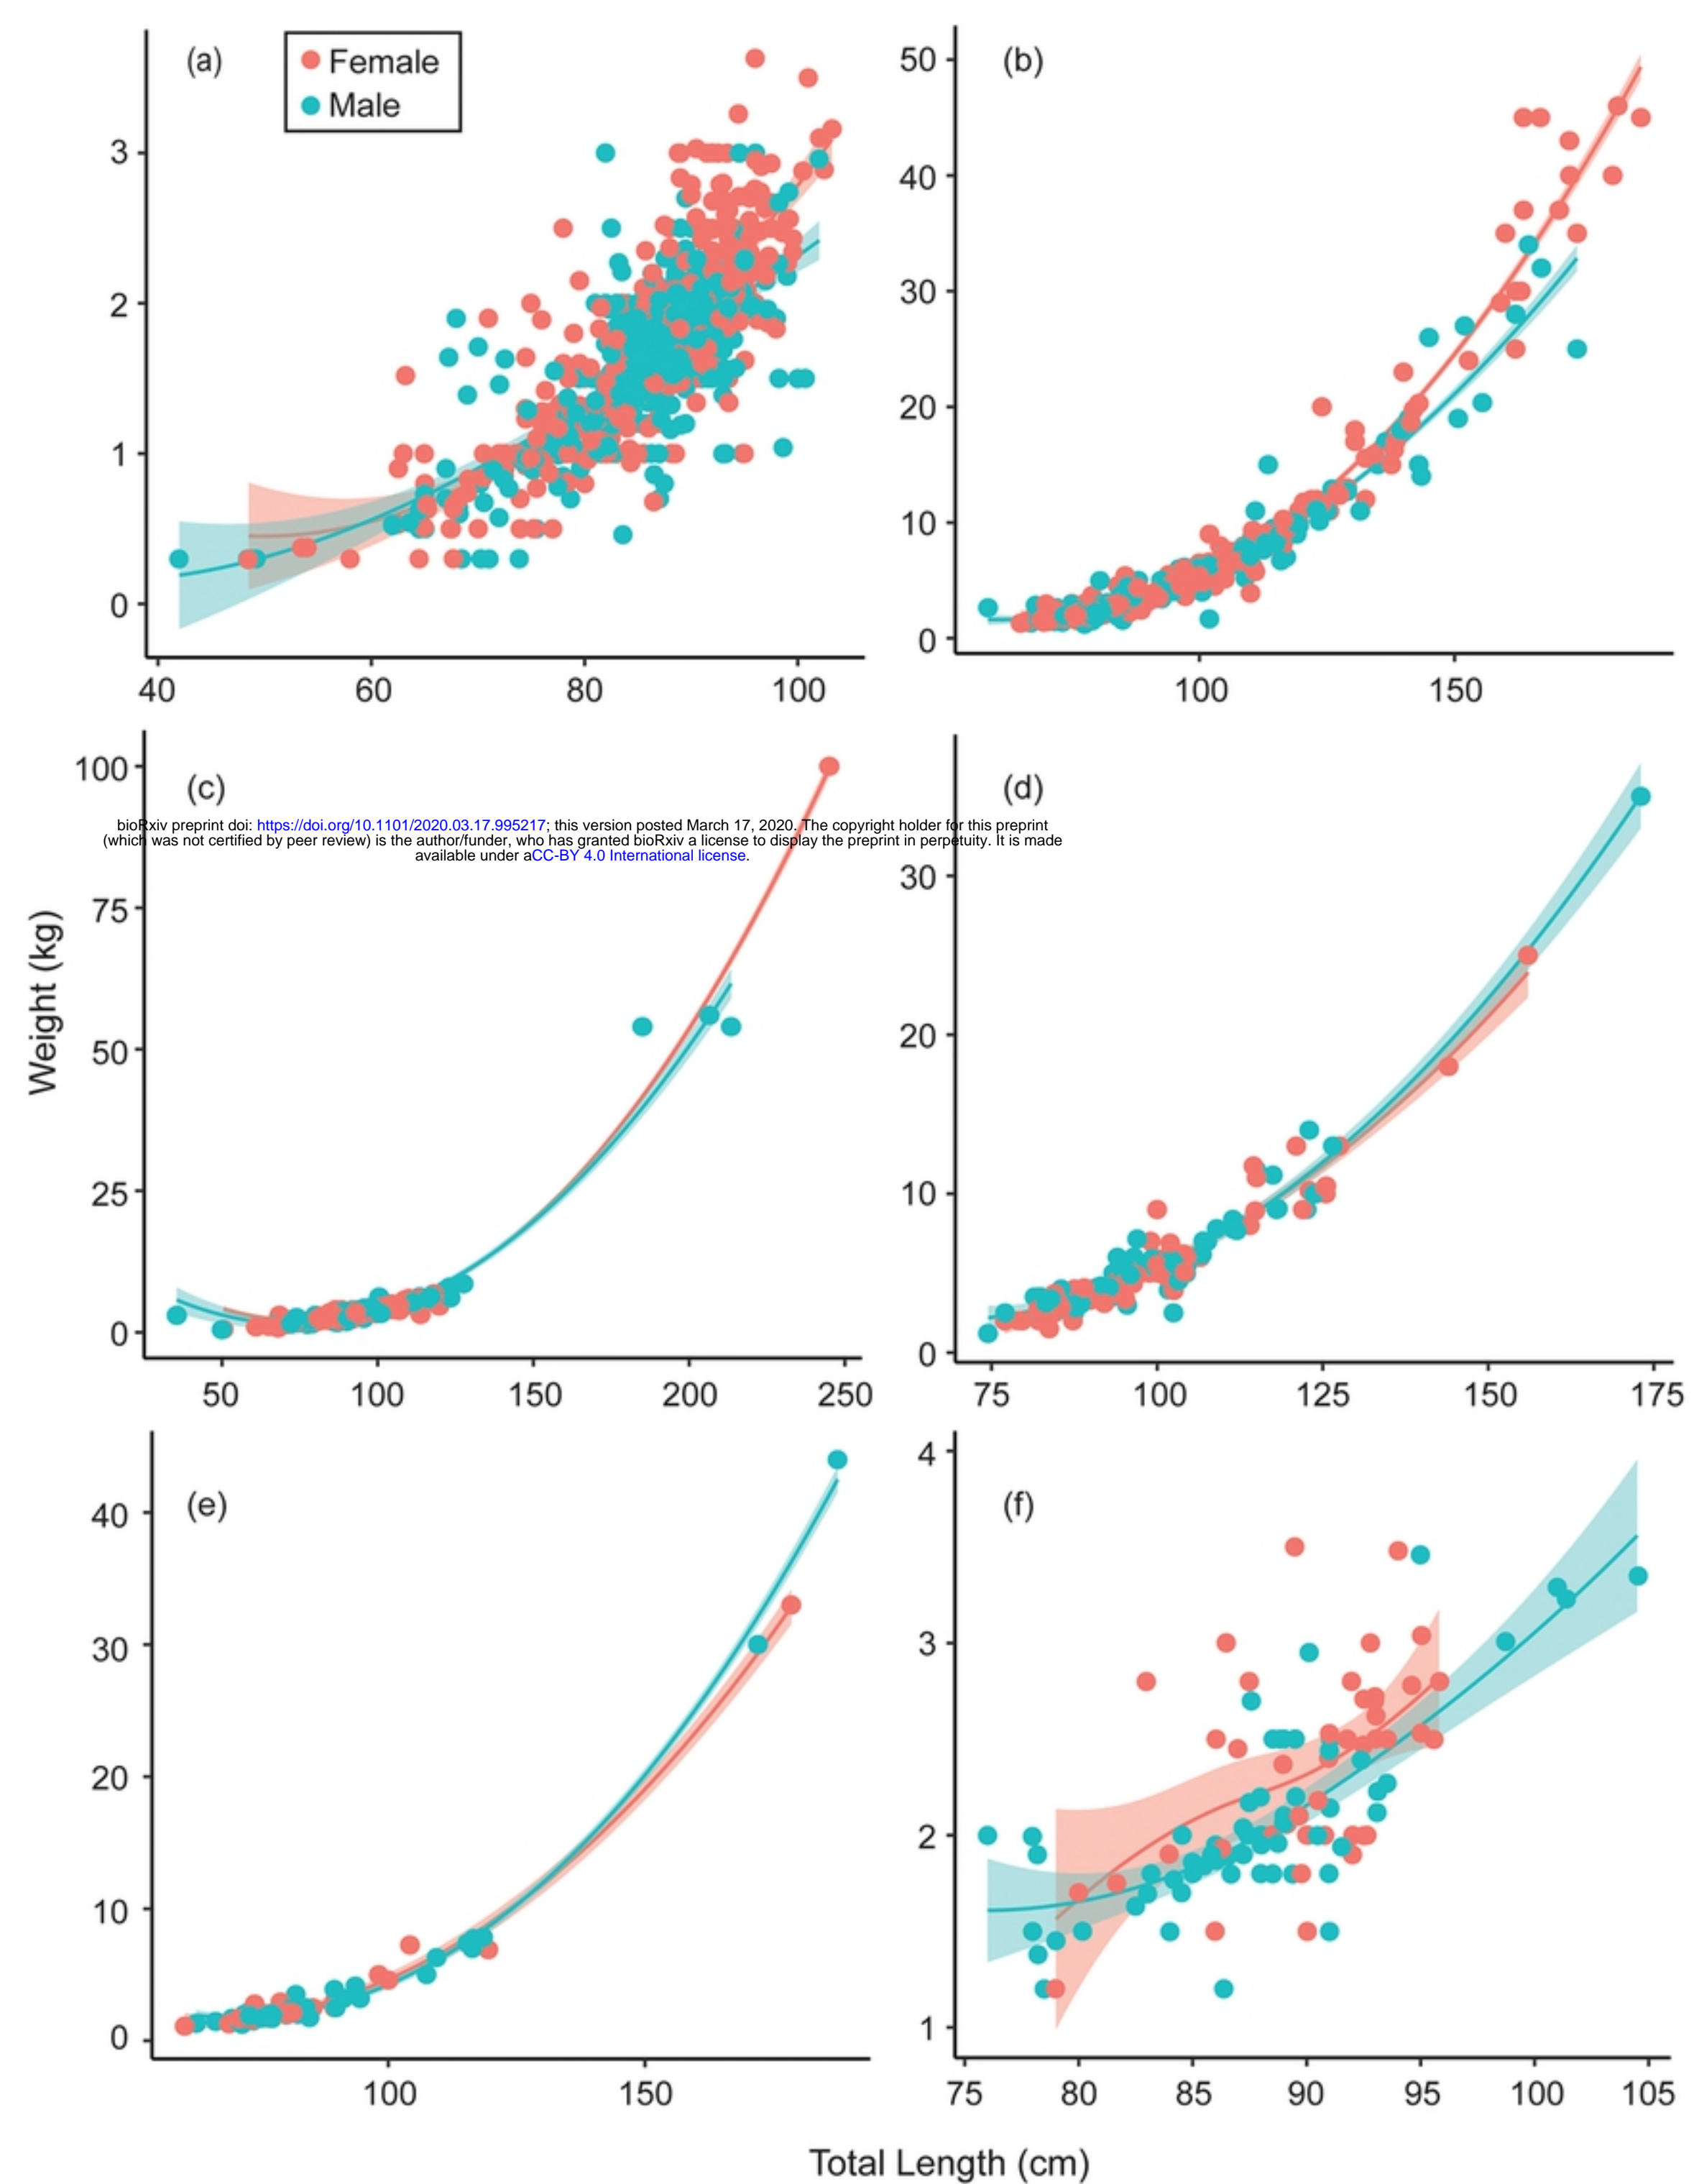 (a)
Female
Male
3
2
1
0
40 60 80 100
(b)
50
40
30
20
10
0
100 150
Weight (kg)
(c)
100
75
50
25
0
50 100 150 200 250
bioRxiv preprint doi: https://doi.org/10.1101/2020.03.17.995217; this version posted March 17, 2020. The copyright holder for this preprint
(which was not certified by peer review) is the author/funder, who has granted bioRxiv a license to display the preprint in perpetuity. It is made
available under aCC-BY 4.0 International license.
(d)
30
20
10
0
75 100 125 150 175
(e)
40
30
20
10
0
100 150
(f)
4
3
2
1
75 80 85 90 95 100 105
Total Length (cm)